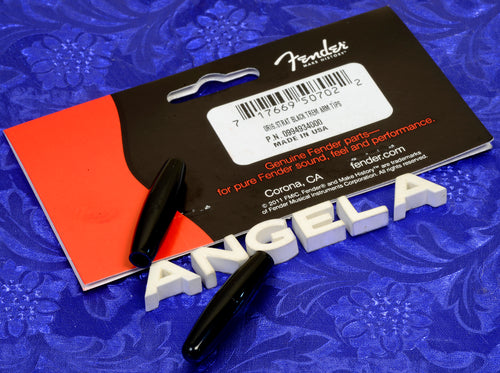 Fender
MAKE HISTORY™
7 17669 50702 2
ORIG. STRAT. BLACK TREM. ARM TIPS
P.N. 0994934000
MADE IN USA
Genuine Fender parts—
for pure Fender sound, feel and performance.
Corona, CA
fender.com
© 2011 FMIC. Fender® and Make History™ are trademarks
of Fender Musical Instruments Corporation. All rights reserved.
ANGELA